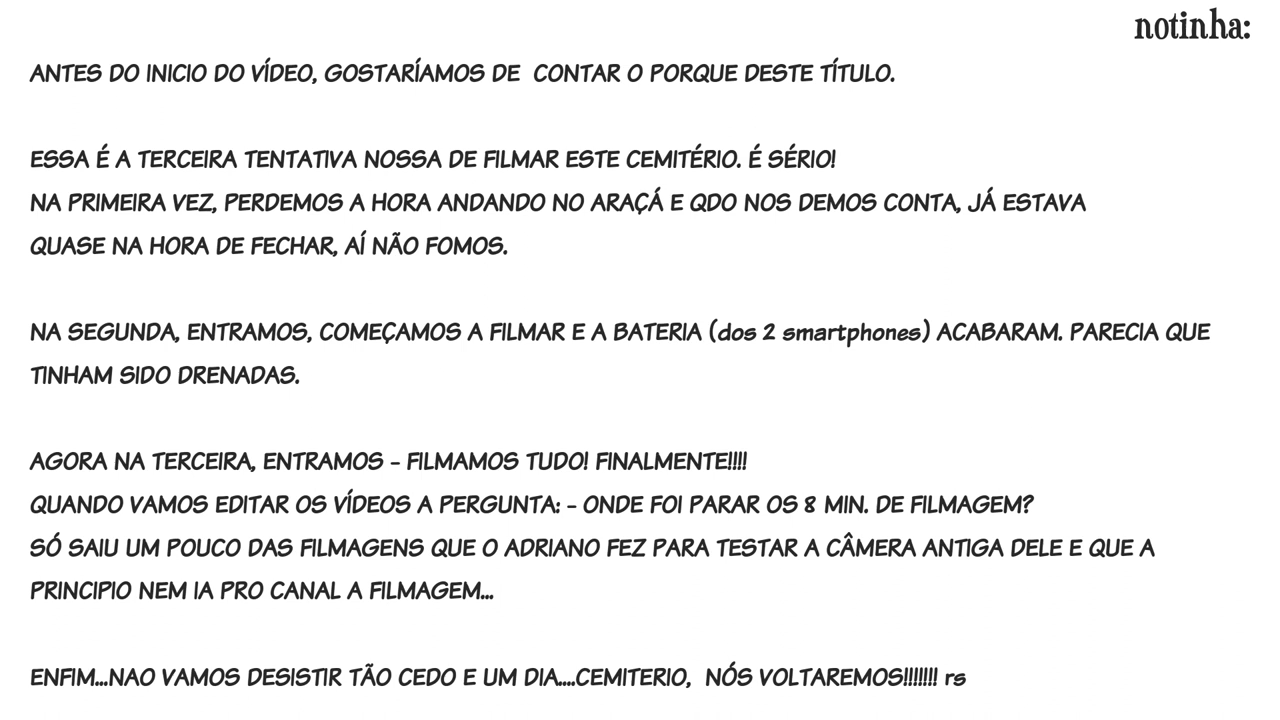 notinha:
ANTES DO INICIO DO VÍDEO, GOSTARÍAMOS DE  CONTAR O PORQUE DESTE TÍTULO.
ESSA É A TERCEIRA TENTATIVA NOSSA DE FILMAR ESTE CEMITÉRIO. É SÉRIO!
NA PRIMEIRA VEZ, PERDEMOS A HORA ANDANDO NO ARAÇÁ E QDO NOS DEMOS CONTA, JÁ ESTAVA
QUASE NA HORA DE FECHAR, AÍ NÃO FOMOS.
NA SEGUNDA, ENTRAMOS, COMEÇAMOS A FILMAR E A BATERIA (dos 2 smartphones) ACABARAM. PARECIA QUE
TINHAM SIDO DRENADAS.
AGORA NA TERCEIRA, ENTRAMOS - FILMAMOS TUDO! FINALMENTE!!!!
QUANDO VAMOS EDITAR OS VÍDEOS A PERGUNTA: - ONDE FOI PARAR OS 8 MIN. DE FILMAGEM?
SÓ SAIU UM POUCO DAS FILMAGENS QUE O ADRIANO FEZ PARA TESTAR A CÂMERA ANTIGA DELE E QUE A
PRINCIPIO NEM IA PRO CANAL A FILMAGEM...
ENFIM...NAO VAMOS DESISTIR TÃO CEDO E UM DIA....CEMITERIO,  NÓS VOLTAREMOS!!!!!!! rs